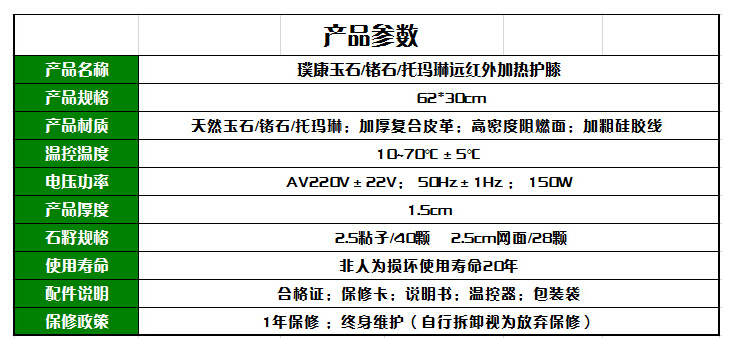 产品参数
产品名称 璞康玉石/锗石/托玛琳远红外加热护膝
产品规格 62*30cm
产品材质 天然玉石/锗石/托玛琳；加厚复合皮革；高密度阻燃面；加粗硅胶线
温控温度 10~70℃±5℃
电压功率 AV220V±22V； 50Hz±1Hz ； 150W
产品厚度 1.5cm
石籽规格 2.5粘子/40颗 2.5cm网面/28颗
使用寿命 非人为损坏使用寿命20年
配件说明 合格证；保修卡；说明书；温控器；包装袋
保修政策 1年保修 ；终身维护（自行拆卸视为放弃保修）